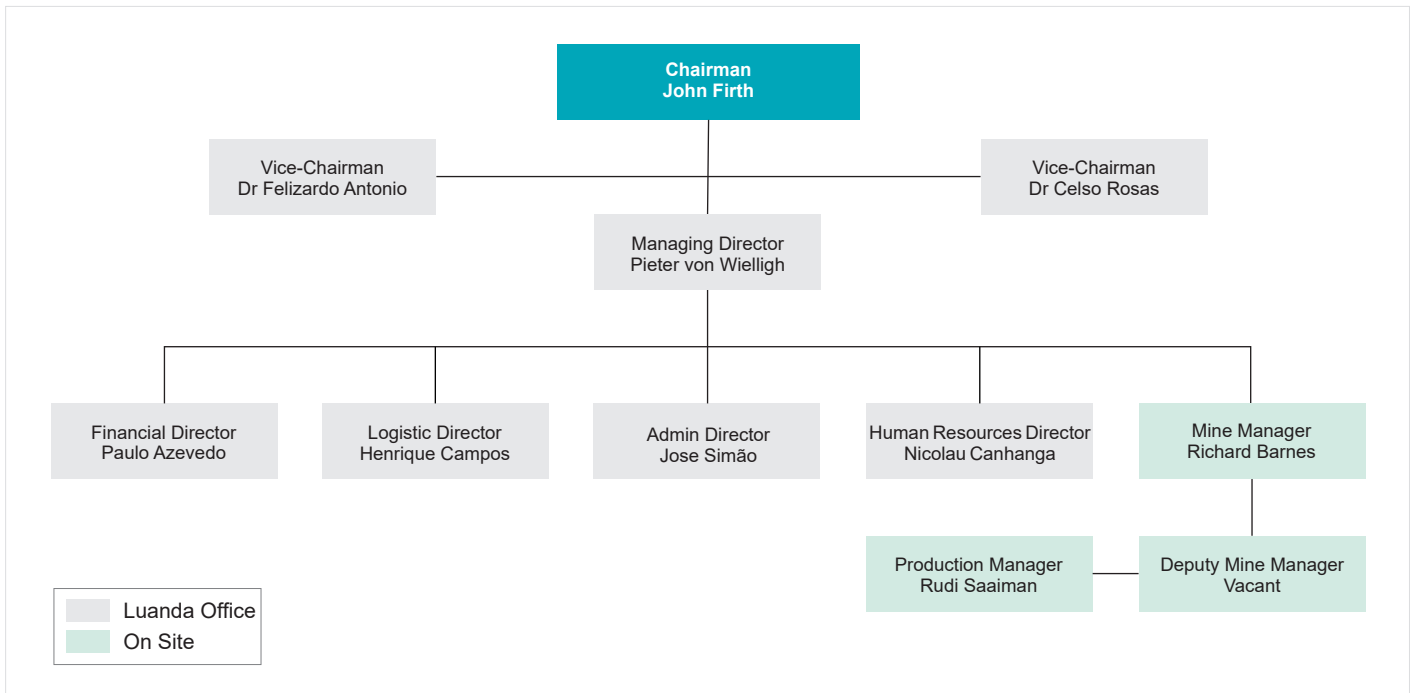 Chairman
John Firth
Vice-Chairman
Dr Felizardo Antonio
Vice-Chairman
Dr Celso Rosas
Managing Director
Pieter von Wielligh
Financial Director
Paulo Azevedo
Logistic Director
Henrique Campos
Admin Director
Jose Simão
Human Resources Director
Nicolau Canhanga
Mine Manager
Richard Barnes
Production Manager
Rudi Saaiman
Deputy Mine Manager
Vacant
Luanda Office
On Site